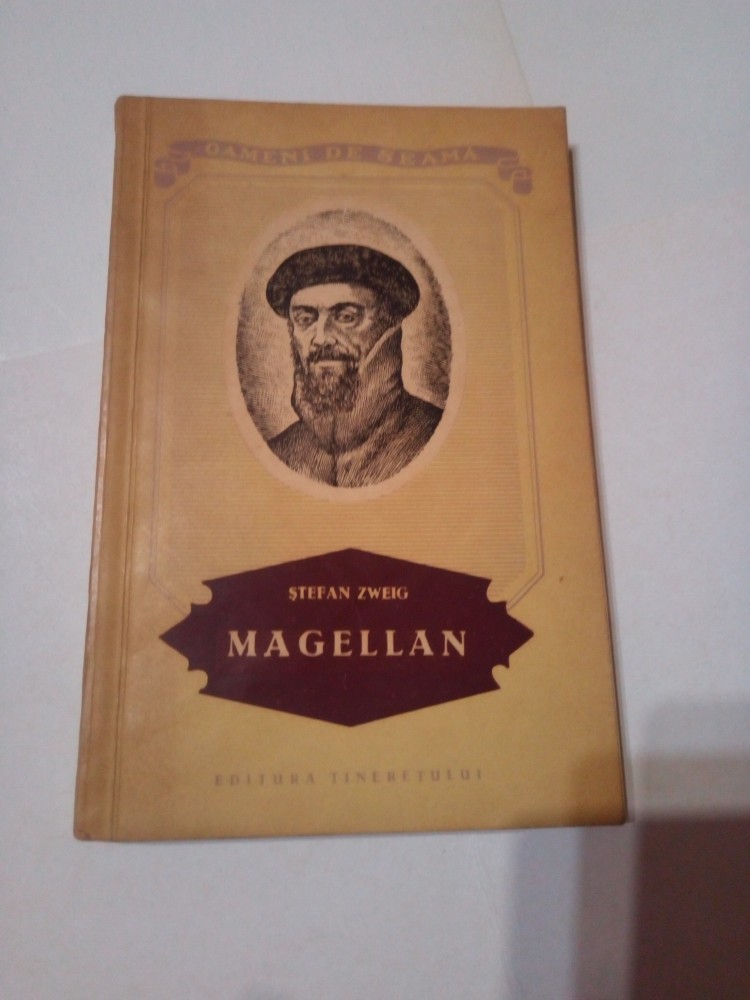 OAMENI DE SEAMĂ
ŞTEFAN ZWEIG
MAGELLAN
EDITURA TINERETULUI